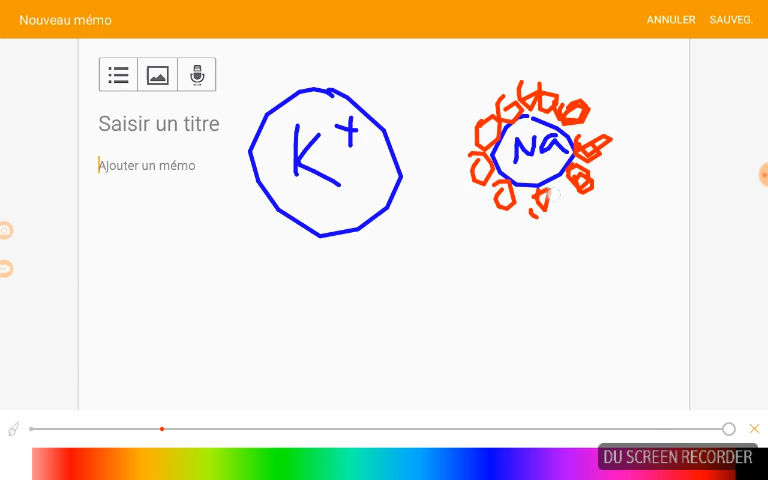 Nouveau mémo
ANNULER SAUVEG.
Saisir un titre
Ajouter un mémo
K+
Na
DU SCREEN RECORDER